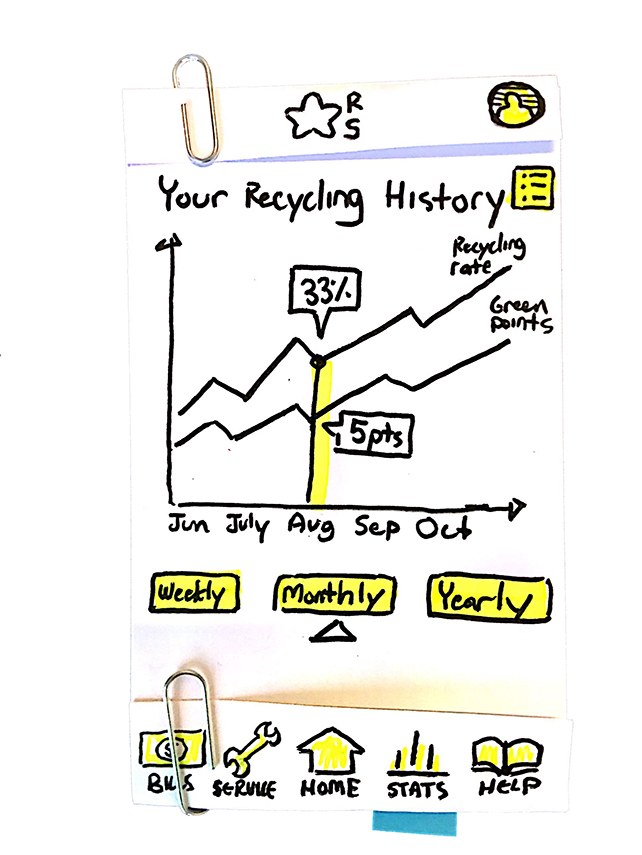 R
S
Your Recycling History
Recycling
rate
33%
Green
points
5pts
Jun July Aug Sep Oct
Weekly Monthly Yearly
$
BILLS SERVICE HOME STATS HELP